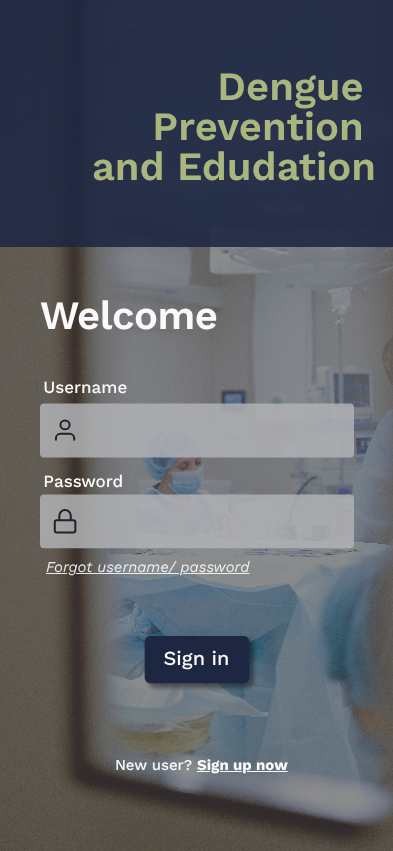 Dengue
Prevention
and Edudation
Welcome
Username
Password
Forgot username/ password
Sign in
New user? Sign up now